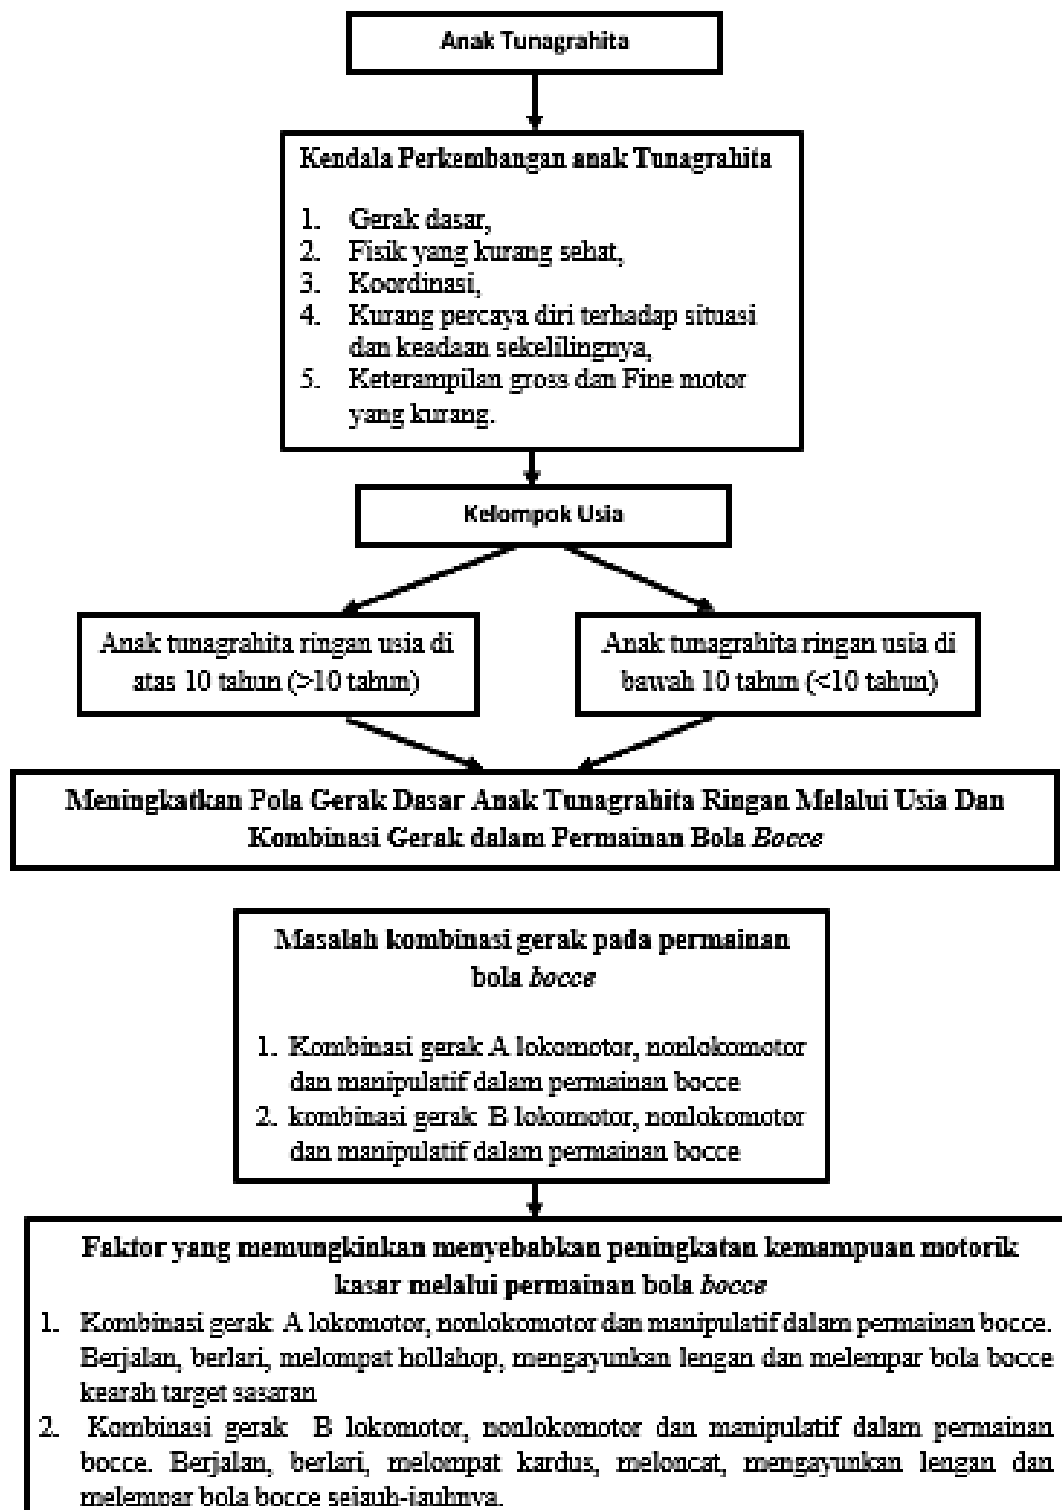 Anak Tunagrahita
Kendala Perkembangan anak Tunagrahita
1. Gerak dasar,
2. Fisik yang kurang sehat,
3. Koordinasi,
4. Kurang percaya diri terhadap situasi
dan keadaan sekelilingnya,
5. Keterampilan gross dan Fine motor
yang kurang.
Kelompok Usia
Anak tunagrahita ringan usia di
atas 10 tahun (>10 tahun)
Anak tunagrahita ringan usia di
bawah 10 tahun (<10 tahun)
Meningkatkan Pola Gerak Dasar Anak Tunagrahita Ringan Melalui Usia Dan
Kombinasi Gerak dalam Permainan Bola Bocce
Masalah kombinasi gerak pada permainan
bola bocce
1. Kombinasi gerak A lokomotor, nonlokomotor
dan manipulatif dalam permainan bocce
2. kombinasi gerak B lokomotor, nonlokomotor
dan manipulatif dalam permainan bocce
Faktor yang memungkinkan menyebabkan peningkatan kemampuan motorik
kasar melalui permainan bola bocce
1. Kombinasi gerak A lokomotor, nonlokomotor dan manipulatif dalam permainan bocce.
Berjalan, berlari, melompat hollahop, mengayunkan lengan dan melempar bola bocce
kearah target sasaran
2. Kombinasi gerak B lokomotor, nonlokomotor dan manipulatif dalam permainan
bocce. Berjalan, berlari, melompat kardus, meloncat, mengayunkan lengan dan
melempar bola bocce sejauh-jauhnya.